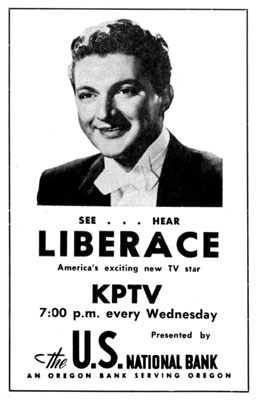 SEE . . . HEAR
LIBERACE
America's exciting new TV star
KPTV
7:00 p.m. every Wednesday
Presented by
the U.S. NATIONAL BANK
AN OREGON BANK SERVING OREGON